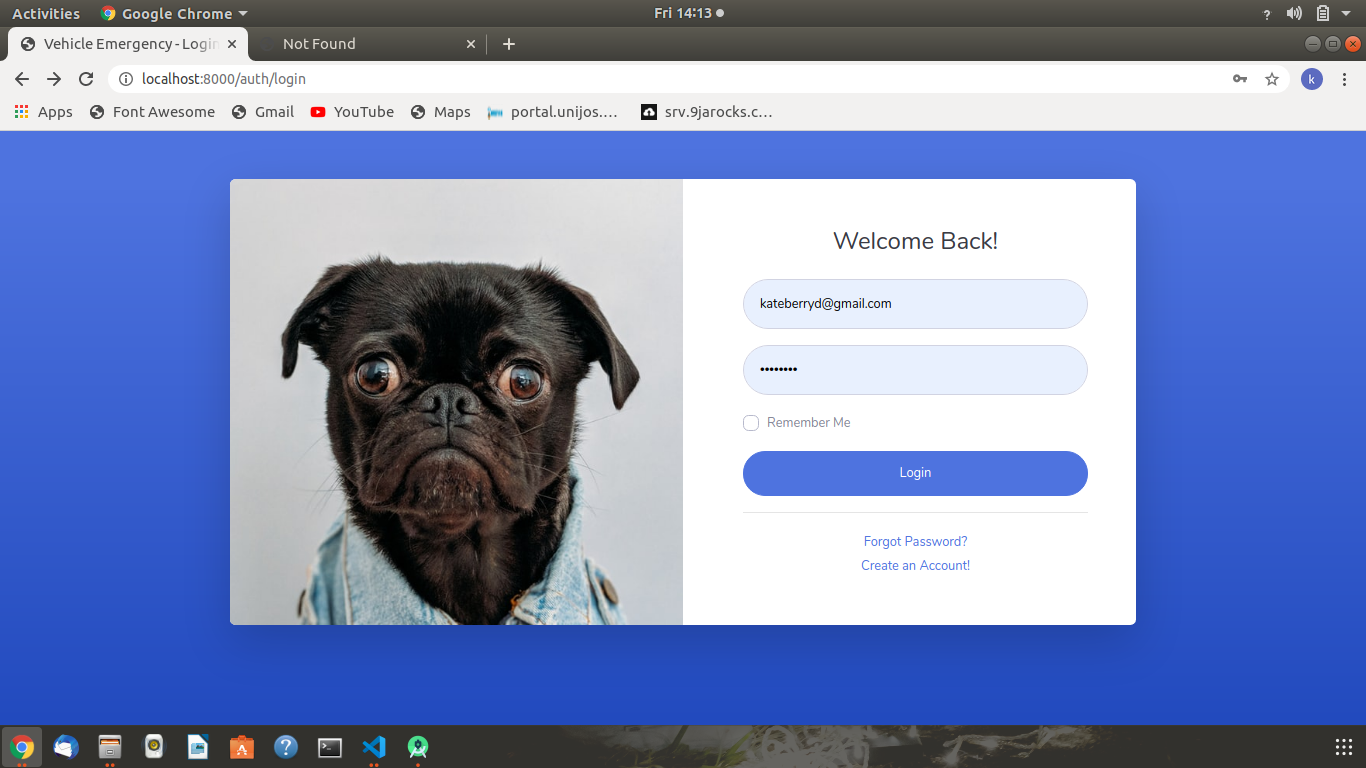 Activities Google Chrome Fri 14:13
Vehicle Emergency - Login Not Found
localhost:8000/auth/login k
Apps Font Awesome Gmail YouTube Maps portal.unijos.… srv.9jarocks.c…
Welcome Back!
kateberryd@gmail.com
••••••••
Remember Me
Login
Forgot Password?
Create an Account!